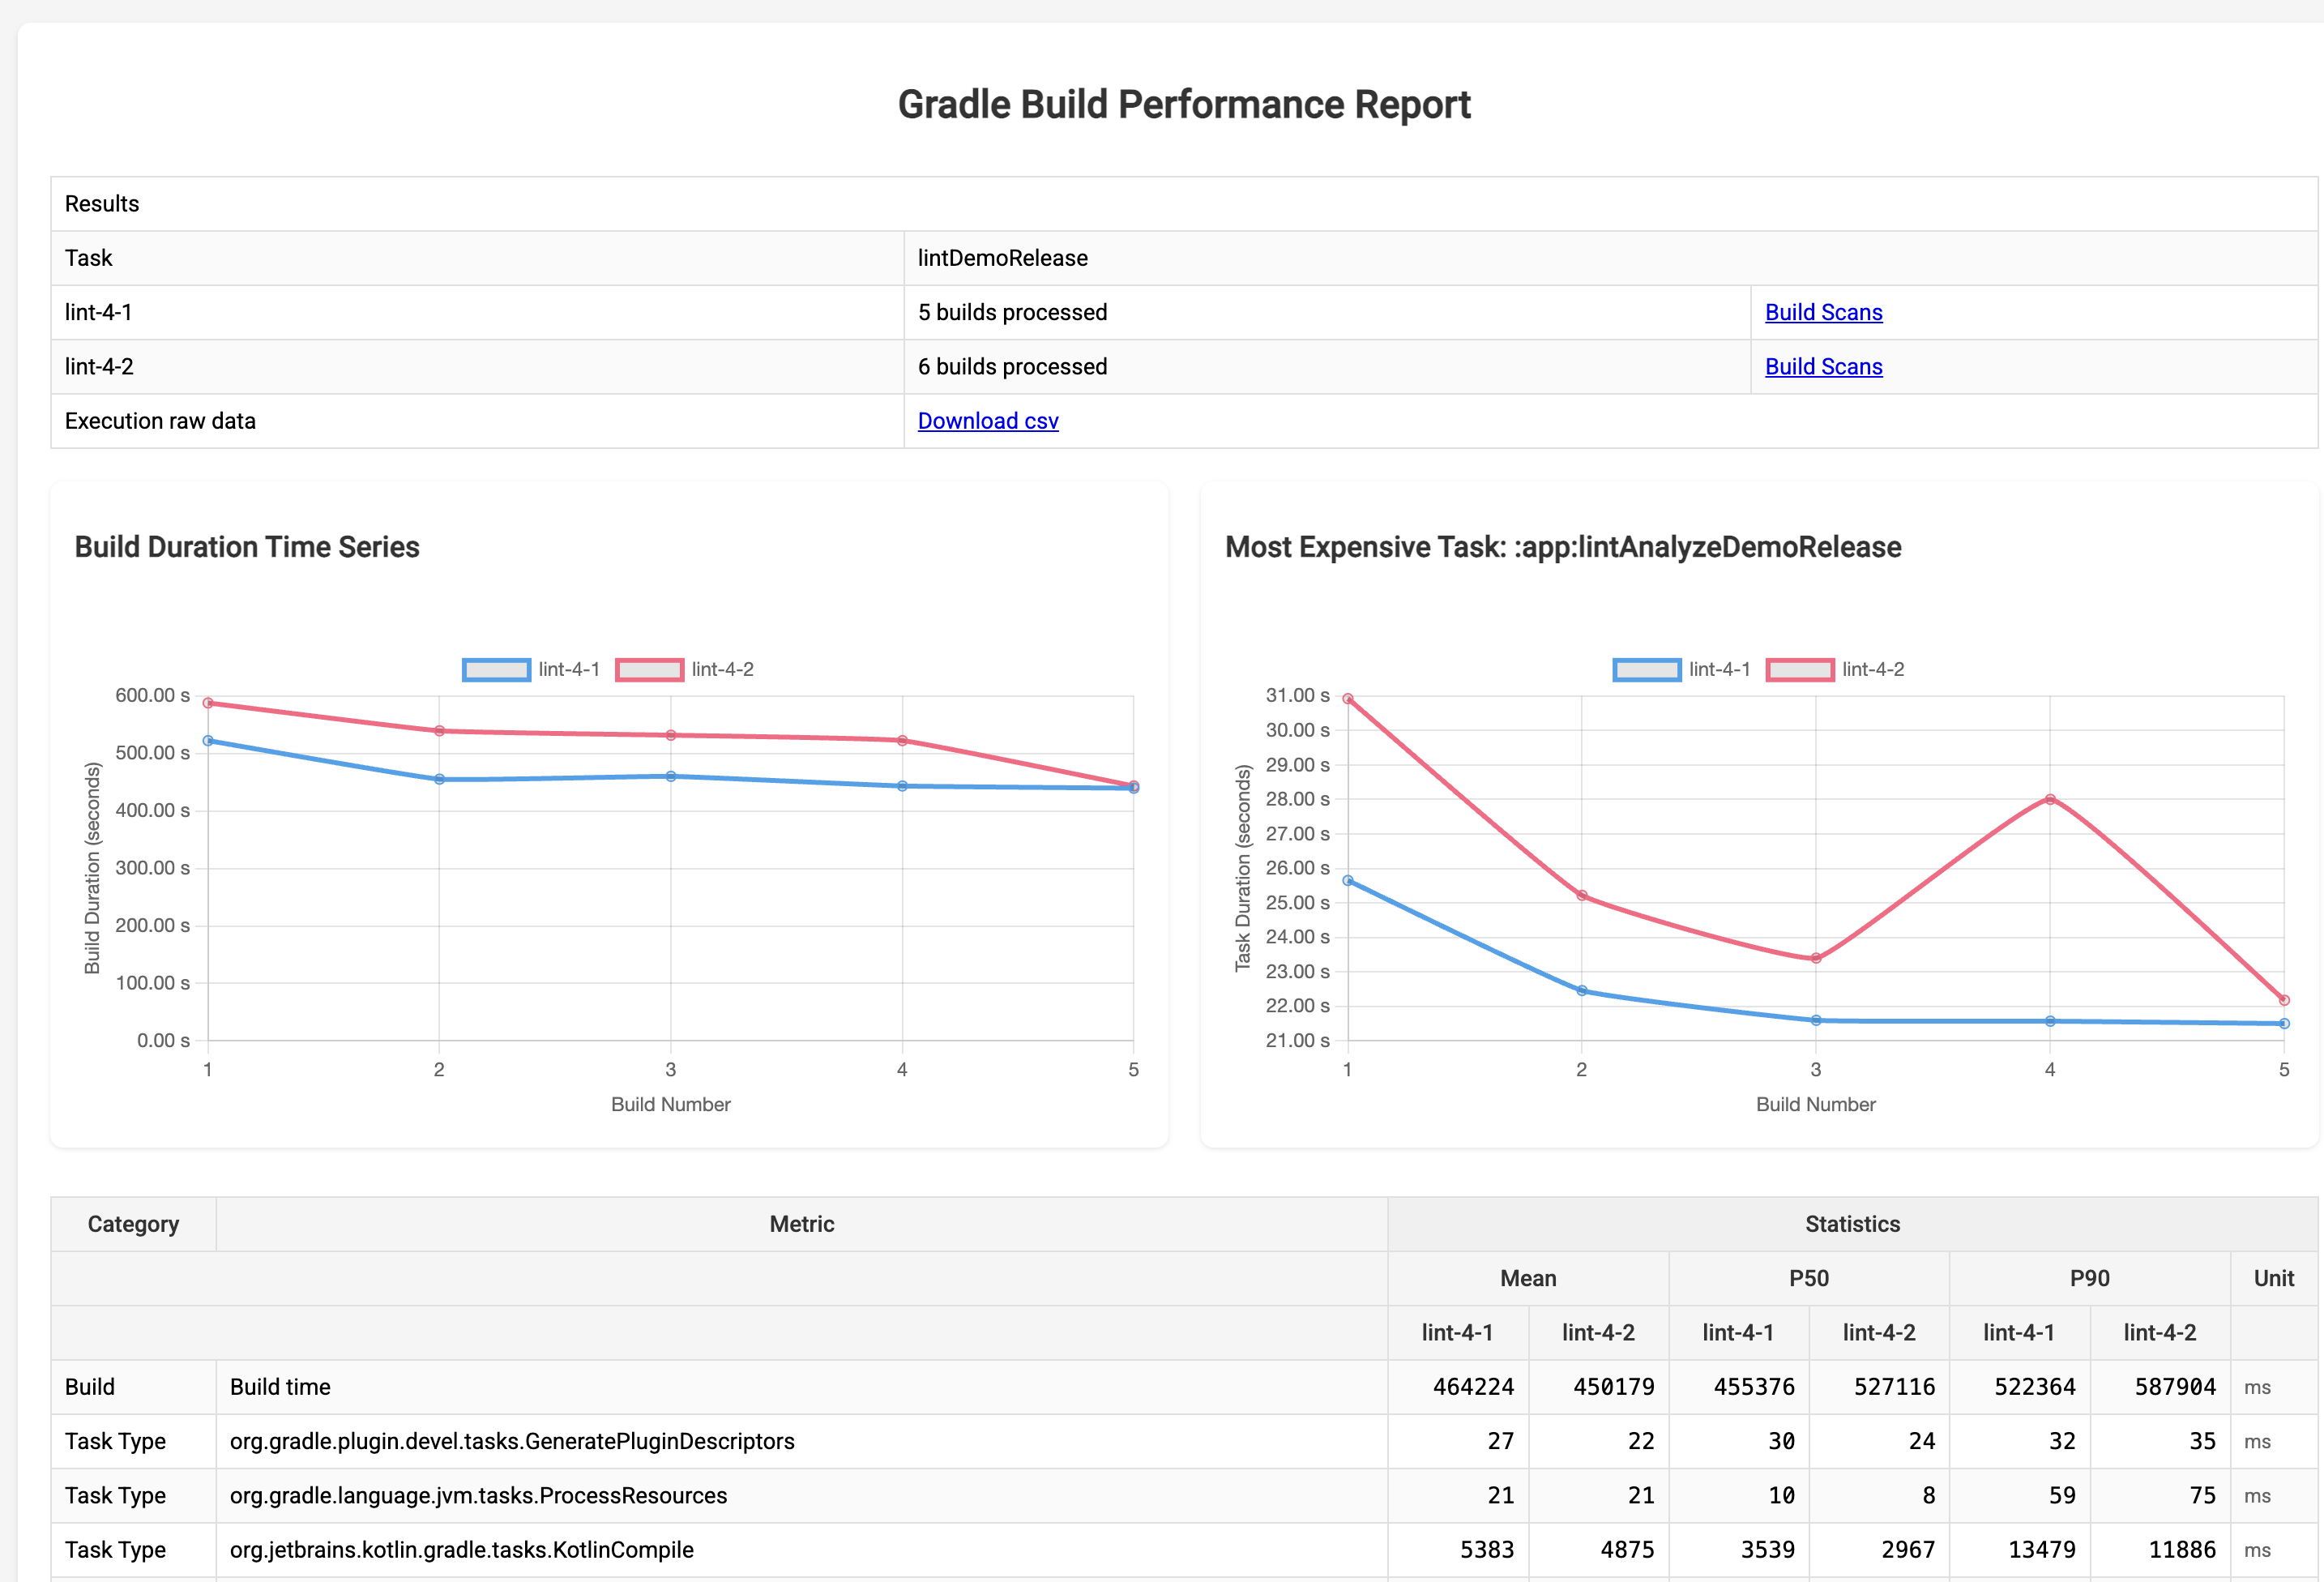 Gradle Build Performance Report
Results
Task lintDemoRelease
lint-4-1 5 builds processed Build Scans
lint-4-2 6 builds processed Build Scans
Execution raw data Download csv
Build Duration Time Series
lint-4-1 lint-4-2
600.00 s
500.00 s
400.00 s
300.00 s
200.00 s
100.00 s
0.00 s
Build Duration (seconds)
1 2 3 4 5
Build Number
Most Expensive Task: :app:lintAnalyzeDemoRelease
lint-4-1 lint-4-2
31.00 s
30.00 s
29.00 s
28.00 s
27.00 s
26.00 s
25.00 s
24.00 s
23.00 s
22.00 s
21.00 s
Task Duration (seconds)
1 2 3 4 5
Build Number
Category Metric Statistics
Mean P50 P90 Unit
lint-4-1 lint-4-2 lint-4-1 lint-4-2 lint-4-1 lint-4-2
Build Build time 464224 450179 455376 527116 522364 587904 ms
Task Type org.gradle.plugin.devel.tasks.GeneratePluginDescriptors 27 22 30 24 32 35 ms
Task Type org.gradle.language.jvm.tasks.ProcessResources 21 21 10 8 59 75 ms
Task Type org.jetbrains.kotlin.gradle.tasks.KotlinCompile 5383 4875 3539 2967 13479 11886 ms